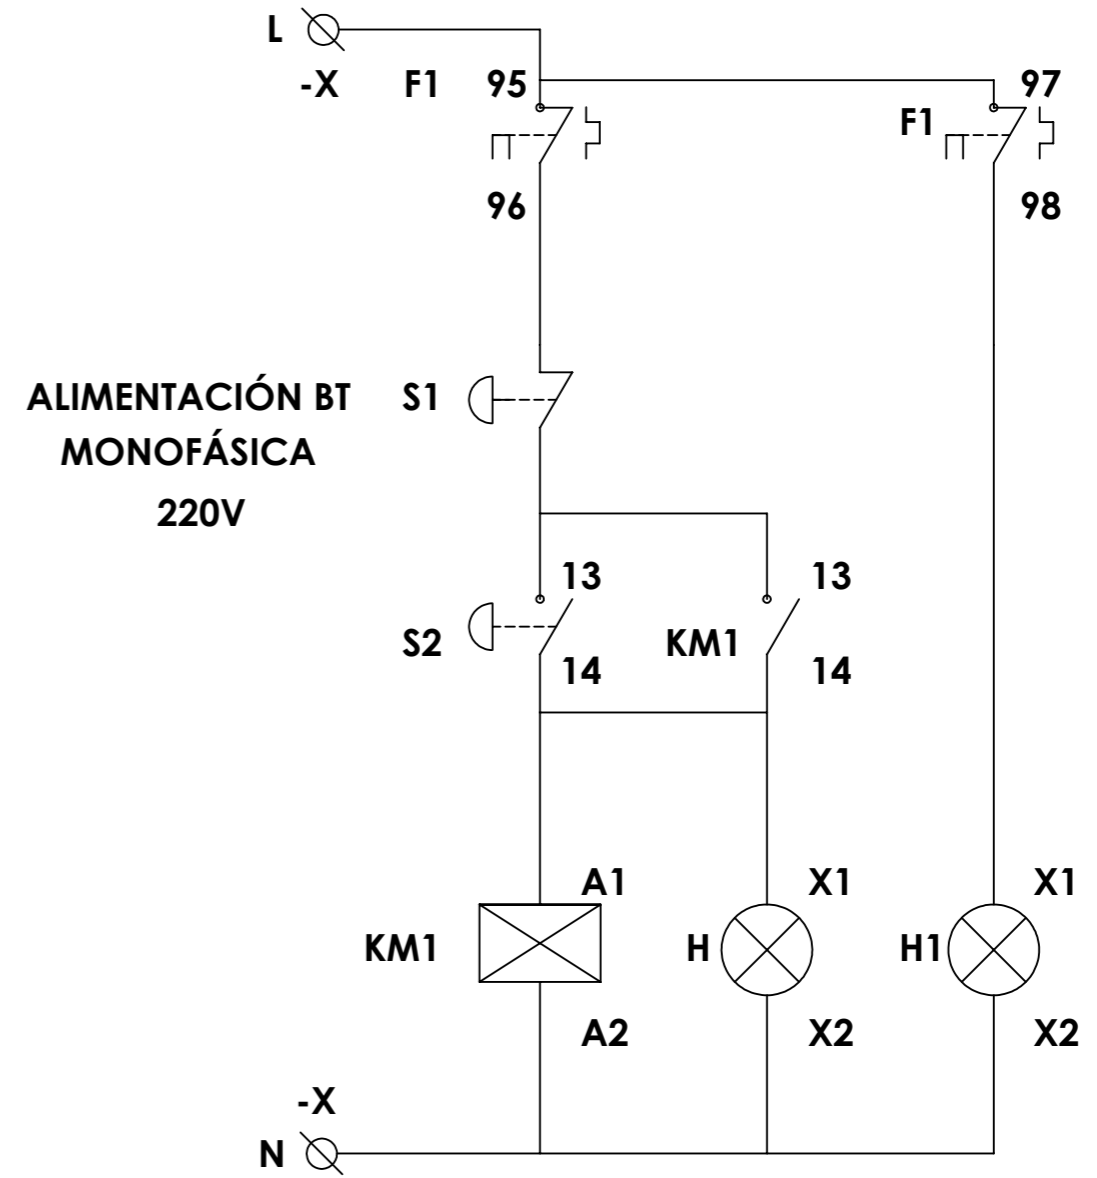 L
-X F1 95 97
F1
96 98
ALIMENTACIÓN BT S1
MONOFÁSICA
220V
13 13
S2 KM1
14 14
A1 X1 X1
KM1 H H1
A2 X2 X2
-X
N